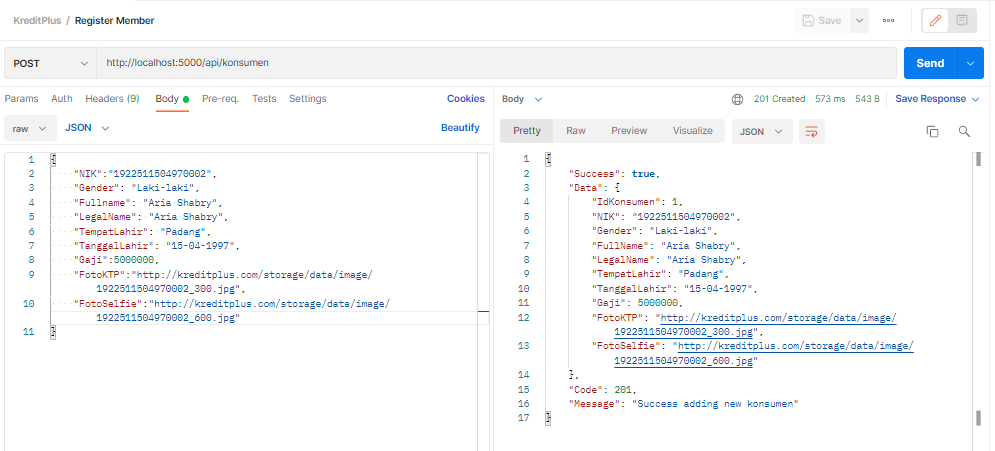 KreditPlus / Register Member
Save
POST http://localhost:5000/api/konsumen Send
Params Auth Headers (9) Body Pre-req. Tests Settings Cookies
raw JSON Beautify
1 {
2 "NIK":"1922511504970002",
3 "Gender": "Laki-laki",
4 "Fullname": "Aria Shabry",
5 "LegalName": "Aria Shabry",
6 "TempatLahir": "Padang",
7 "TanggalLahir": "15-04-1997",
8 "Gaji":5000000,
9 "FotoKTP":"http://kreditplus.com/storage/data/image/
1922511504970002_300.jpg",
10 "FotoSelfie":"http://kreditplus.com/storage/data/image/
1922511504970002_600.jpg"
11 }
Body 201 Created 573 ms 543 B Save Response
Pretty Raw Preview Visualize JSON
1 {
2 "Success": true,
3 "Data": {
4 "IdKonsumen": 1,
5 "NIK": "1922511504970002",
6 "Gender": "Laki-laki",
7 "FullName": "Aria Shabry",
8 "LegalName": "Aria Shabry",
9 "TempatLahir": "Padang",
10 "TanggalLahir": "15-04-1997",
11 "Gaji": 5000000,
12 "FotoKTP": "http://kreditplus.com/storage/data/image/
1922511504970002_300.jpg",
13 "FotoSelfie": "http://kreditplus.com/storage/data/image/
1922511504970002_600.jpg"
14 },
15 "Code": 201,
16 "Message": "Success adding new konsumen"
17 }